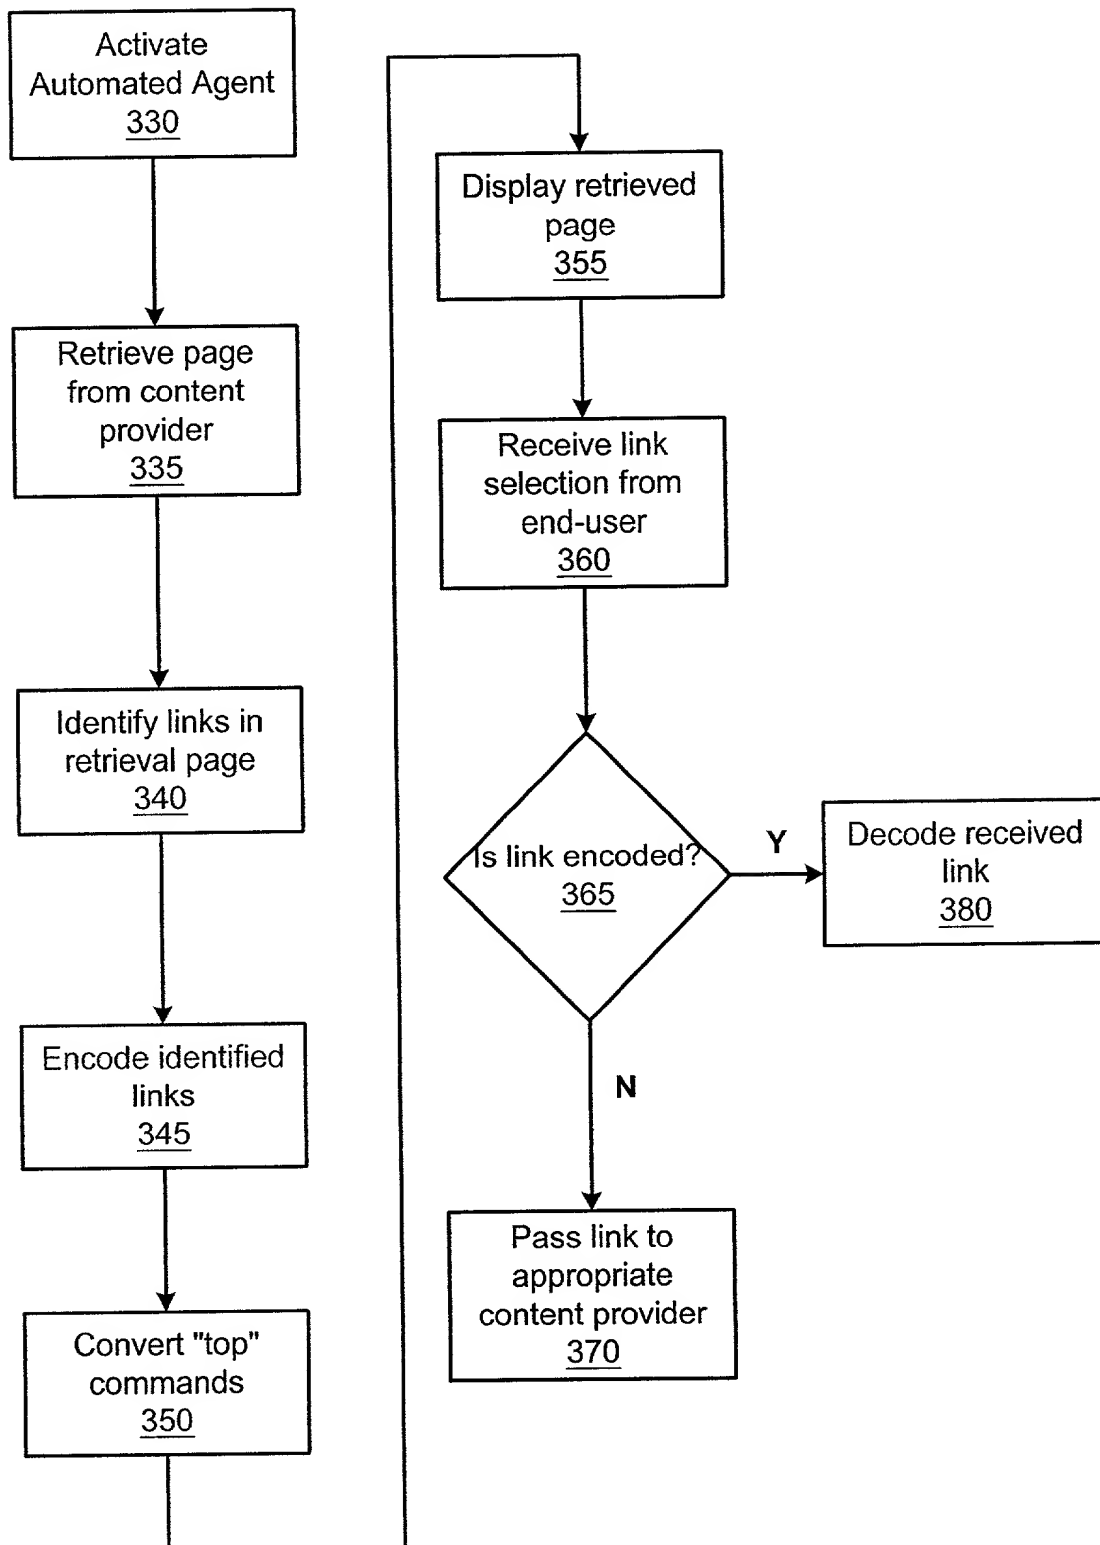 Activate
Automated Agent
330
Retrieve page
from content
provider
335
Identify links in
retrieval page
340
Encode identified
links
345
Convert "top"
commands
350
Display retrieved
page
355
Receive link
selection from
end-user
360
Is link encoded?
365
Y
Decode received
link
380
N
Pass link to
appropriate
content provider
370